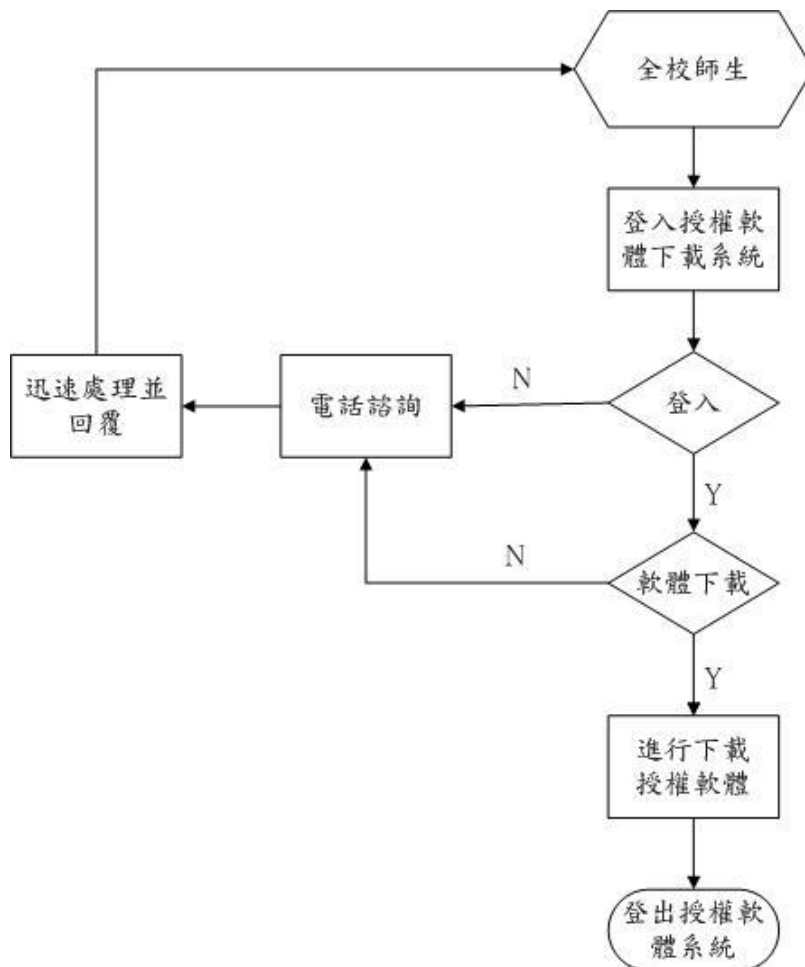 全校師生
登入授權軟
體下載系統
迅速處理並
回覆
電話諮詢
N
登入
Y
N
軟體下載
Y
進行下載
授權軟體
登出授權軟
體系統